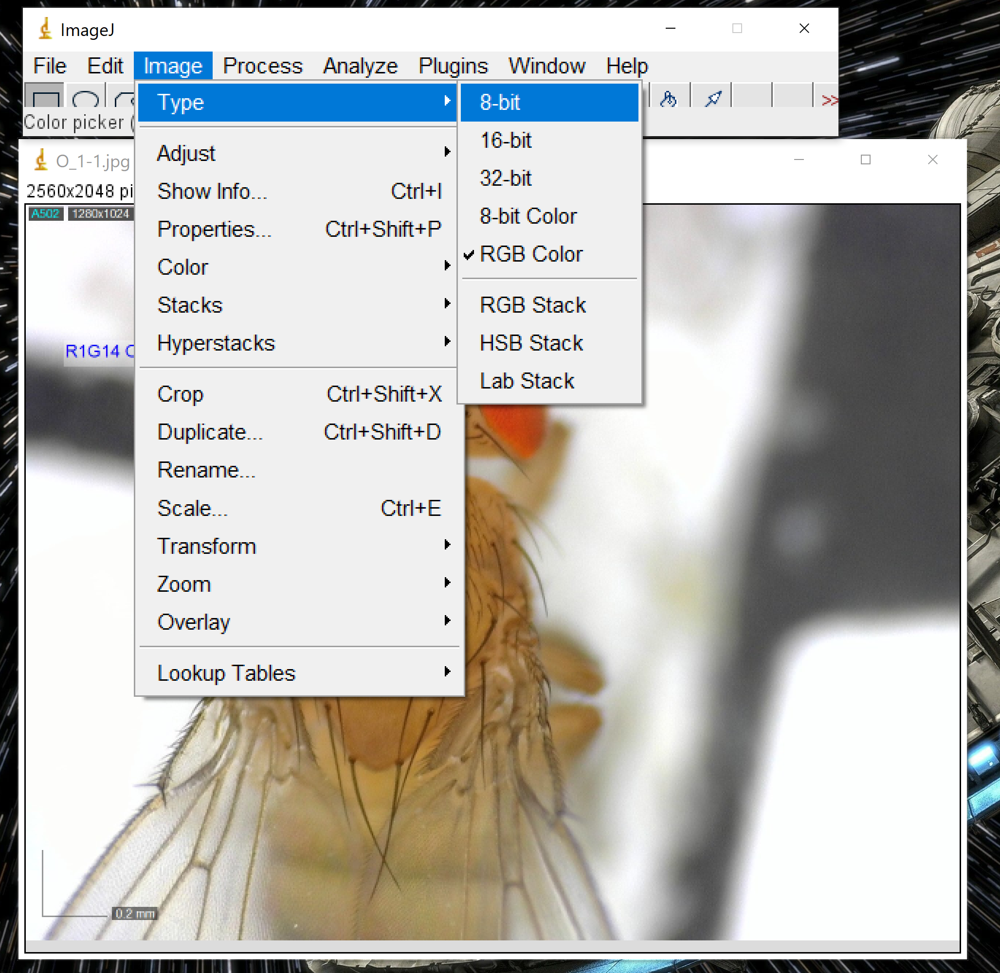 ImageJ
File Edit Image Process Analyze Plugins Window Help
>>
Color picker (
O_1-1.jpg
2560x2048 pi
A502 1280x1024
R1G14
Type
Adjust
Show Info... Ctrl+I
Properties... Ctrl+Shift+P
Color
Stacks
Hyperstacks
Crop Ctrl+Shift+X
Duplicate... Ctrl+Shift+D
Rename...
Scale... Ctrl+E
Transform
Zoom
Overlay
Lookup Tables
8-bit
16-bit
32-bit
8-bit Color
RGB Color
RGB Stack
HSB Stack
Lab Stack
0.2 mm